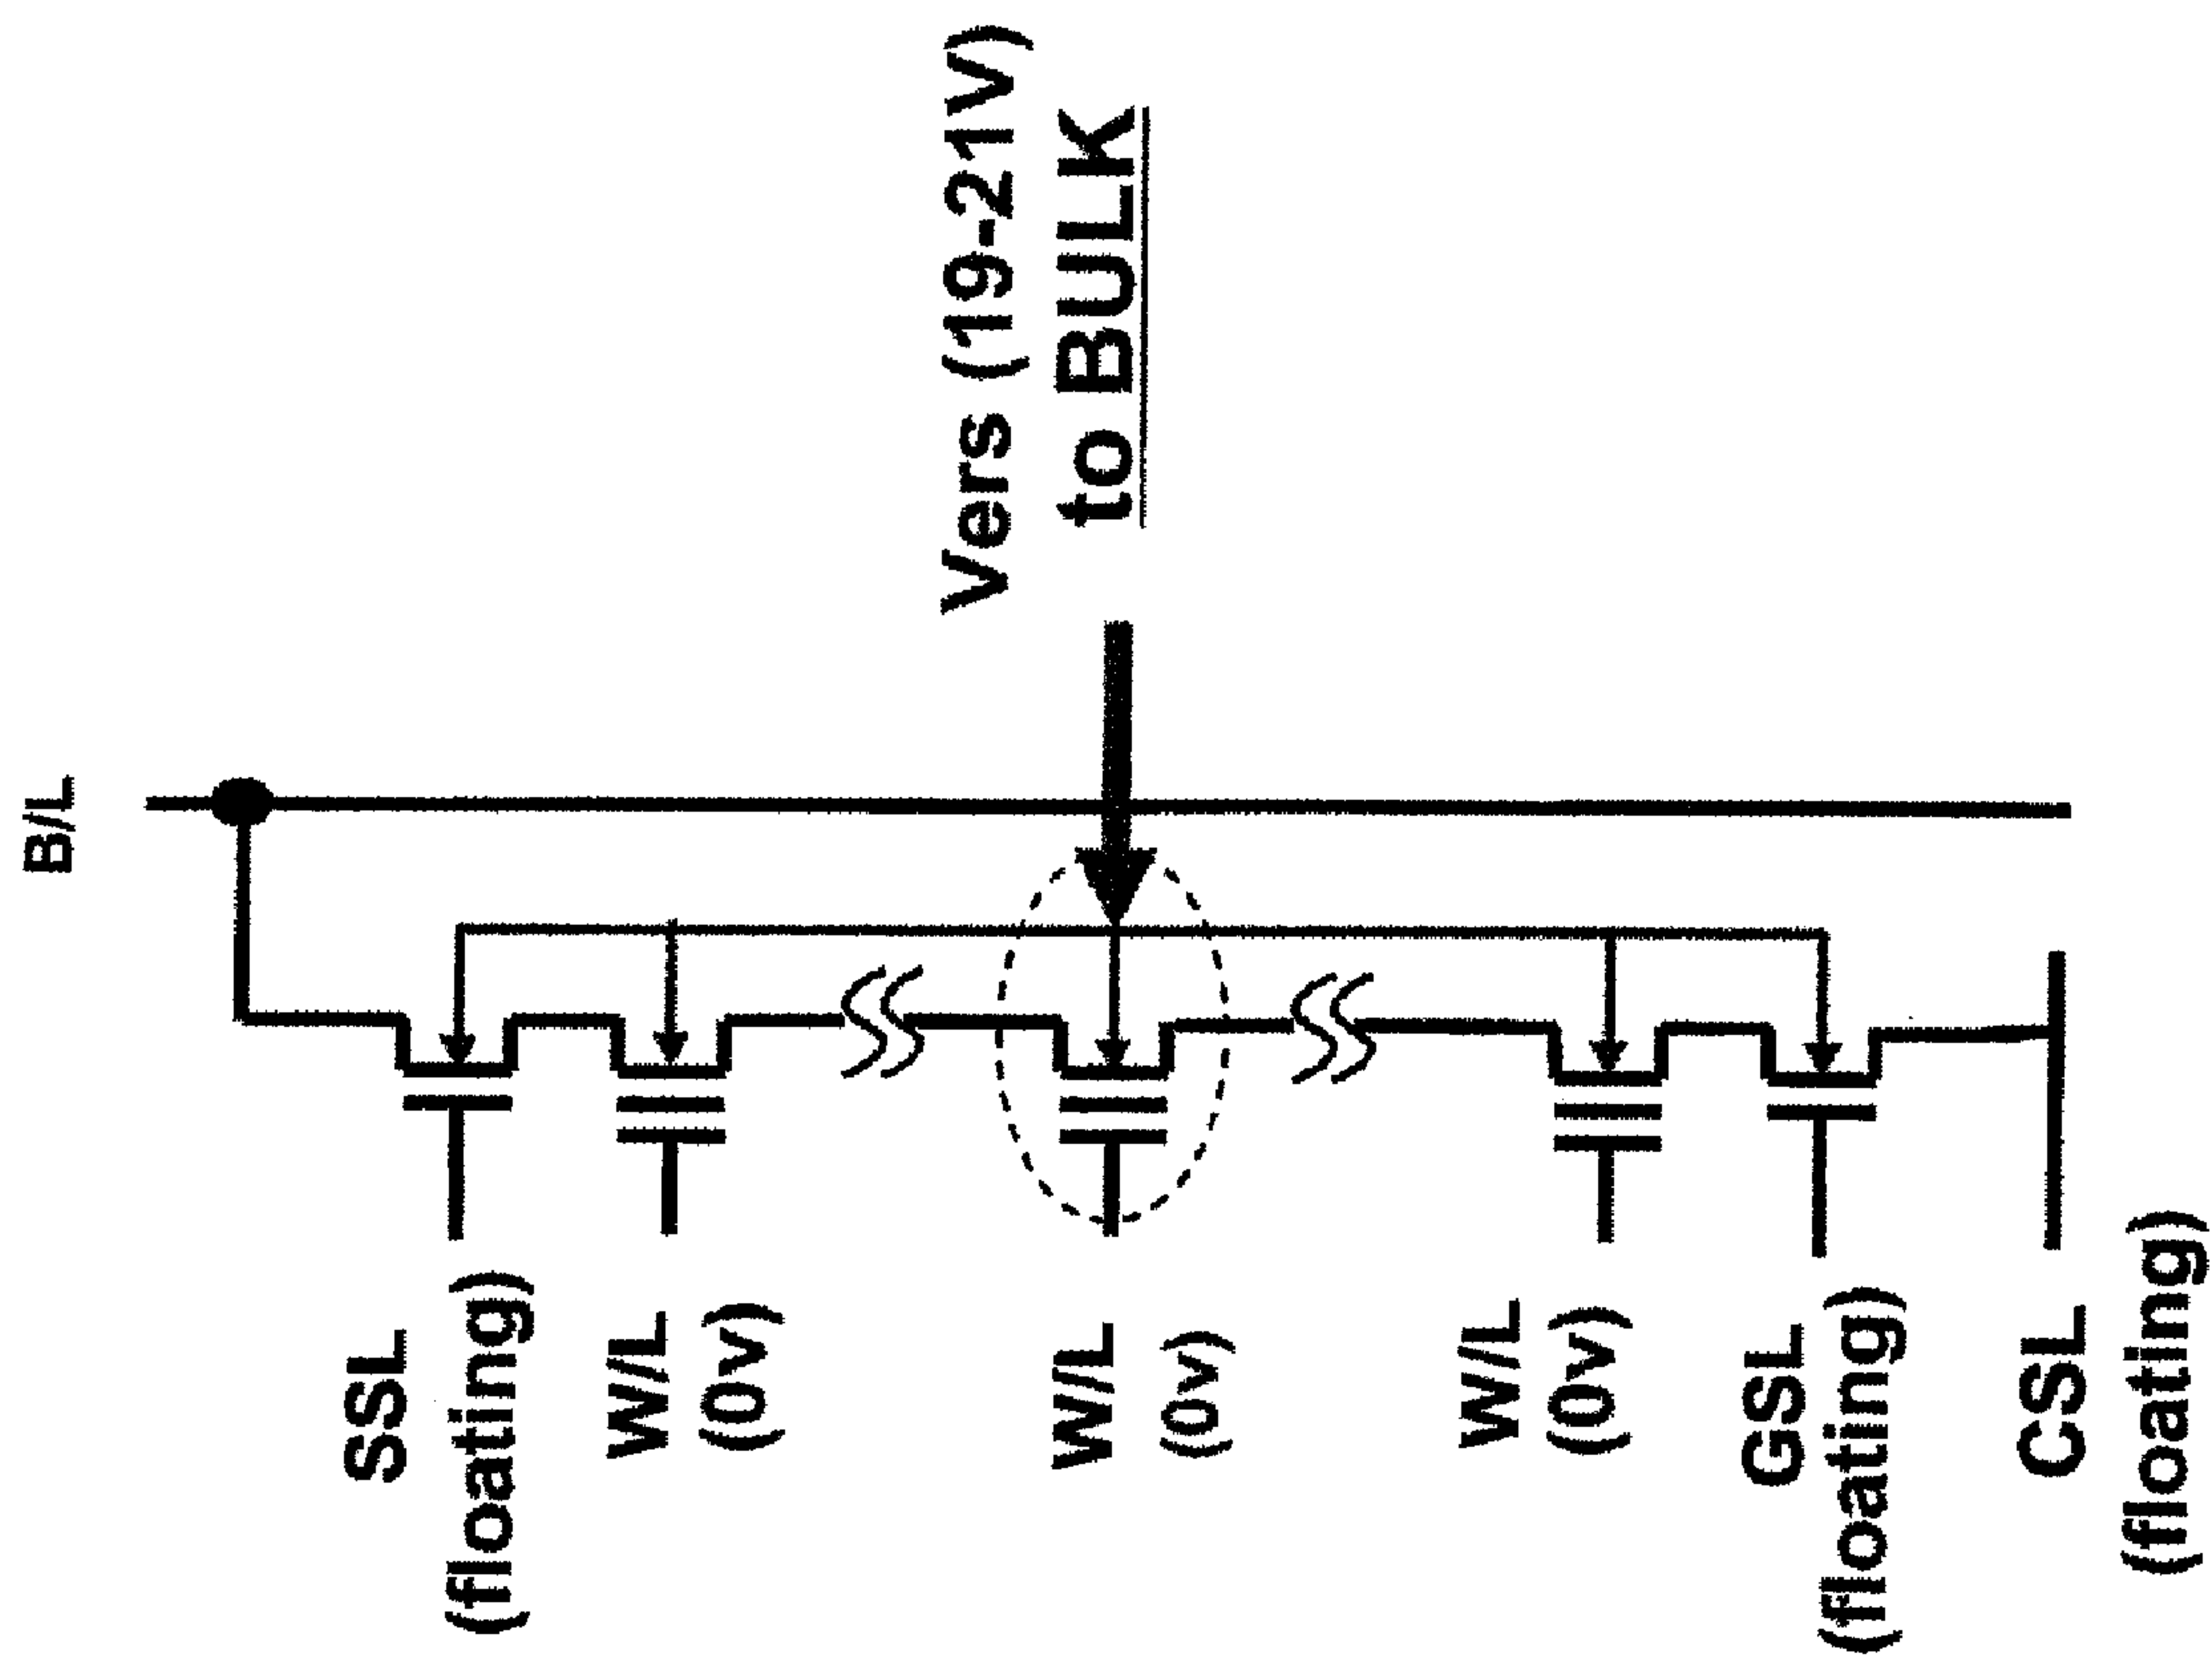 B/L
Vers (19-21V)
to BULK
SSL
(floating)
W/L
(0v)
W/L
(0v)
W/L
(0v)
GSL
(floating)
CSL
(floating)